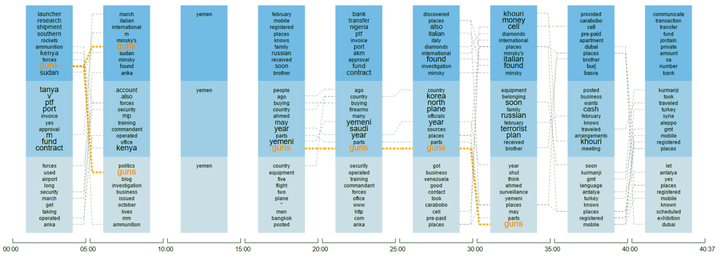 launcher
research
shipment
southern
rockets
ammunition
kenya
forces
guns
sudan
tanya
v
ptf
port
invoice
yes
approval
m
fund
contract
forces
used
airport
long
security
march
get
taking
operated
anka
march
italian
international
m
minsky's
guns
sudan
minsky
found
anka
account
also
forces
security
mp
training
commandant
operated
office
kenya
politics
guns
blog
investigation
business
issued
october
lives
mm
ammunition
yemen
yemen
yemen
february
mobile
registered
places
knows
family
russian
received
soon
brother
people
ago
buying
country
ahmed
may
year
parts
yemeni
guns
country
equipment
five
flight
two
plane
"
men
bangkok
posted
bank
transfer
nigeria
ptf
invoice
port
akm
approval
fund
contract
ago
country
buying
firearms
many
yemeni
saudi
year
parts
guns
security
operated
training
commandant
forces
office
www
http
com
anka
discovered
places
also
italian
italy
diamonds
international
found
investigation
minsky
country
korea
north
plane
officials
year
sources
places
parts
guns
got
business
venezuela
good
contact
took
carabobo
cell
pre-paid
places
khouri
money
cell
diamonds
international
places
minsky's
italian
found
minsky
equipment
belonging
soon
family
russian
february
terrorist
plan
received
brother
year
shut
think
ahmed
surveillance
yemeni
places
may
parts
guns
provided
carabobo
cell
pre-paid
apartment
dubai
places
brother
burj
basra
posted
business
wants
cash
february
knows
traveled
arrangements
khouri
meeting
soon
kurmanji
gmt
language
antalya
turkey
knows
places
registered
mobile
communicate
transaction
transfer
fund
jordan
private
amount
sa
number
bank
kurmanji
took
traveled
turkey
syria
aleppo
gmt
mobile
registered
places
let
antalya
yes
places
registered
mobile
known
scheduled
exhibition
dubai
00:00
05:00
10:00
15:00
20:00
25:00
30:00
35:00
40:00
40:37